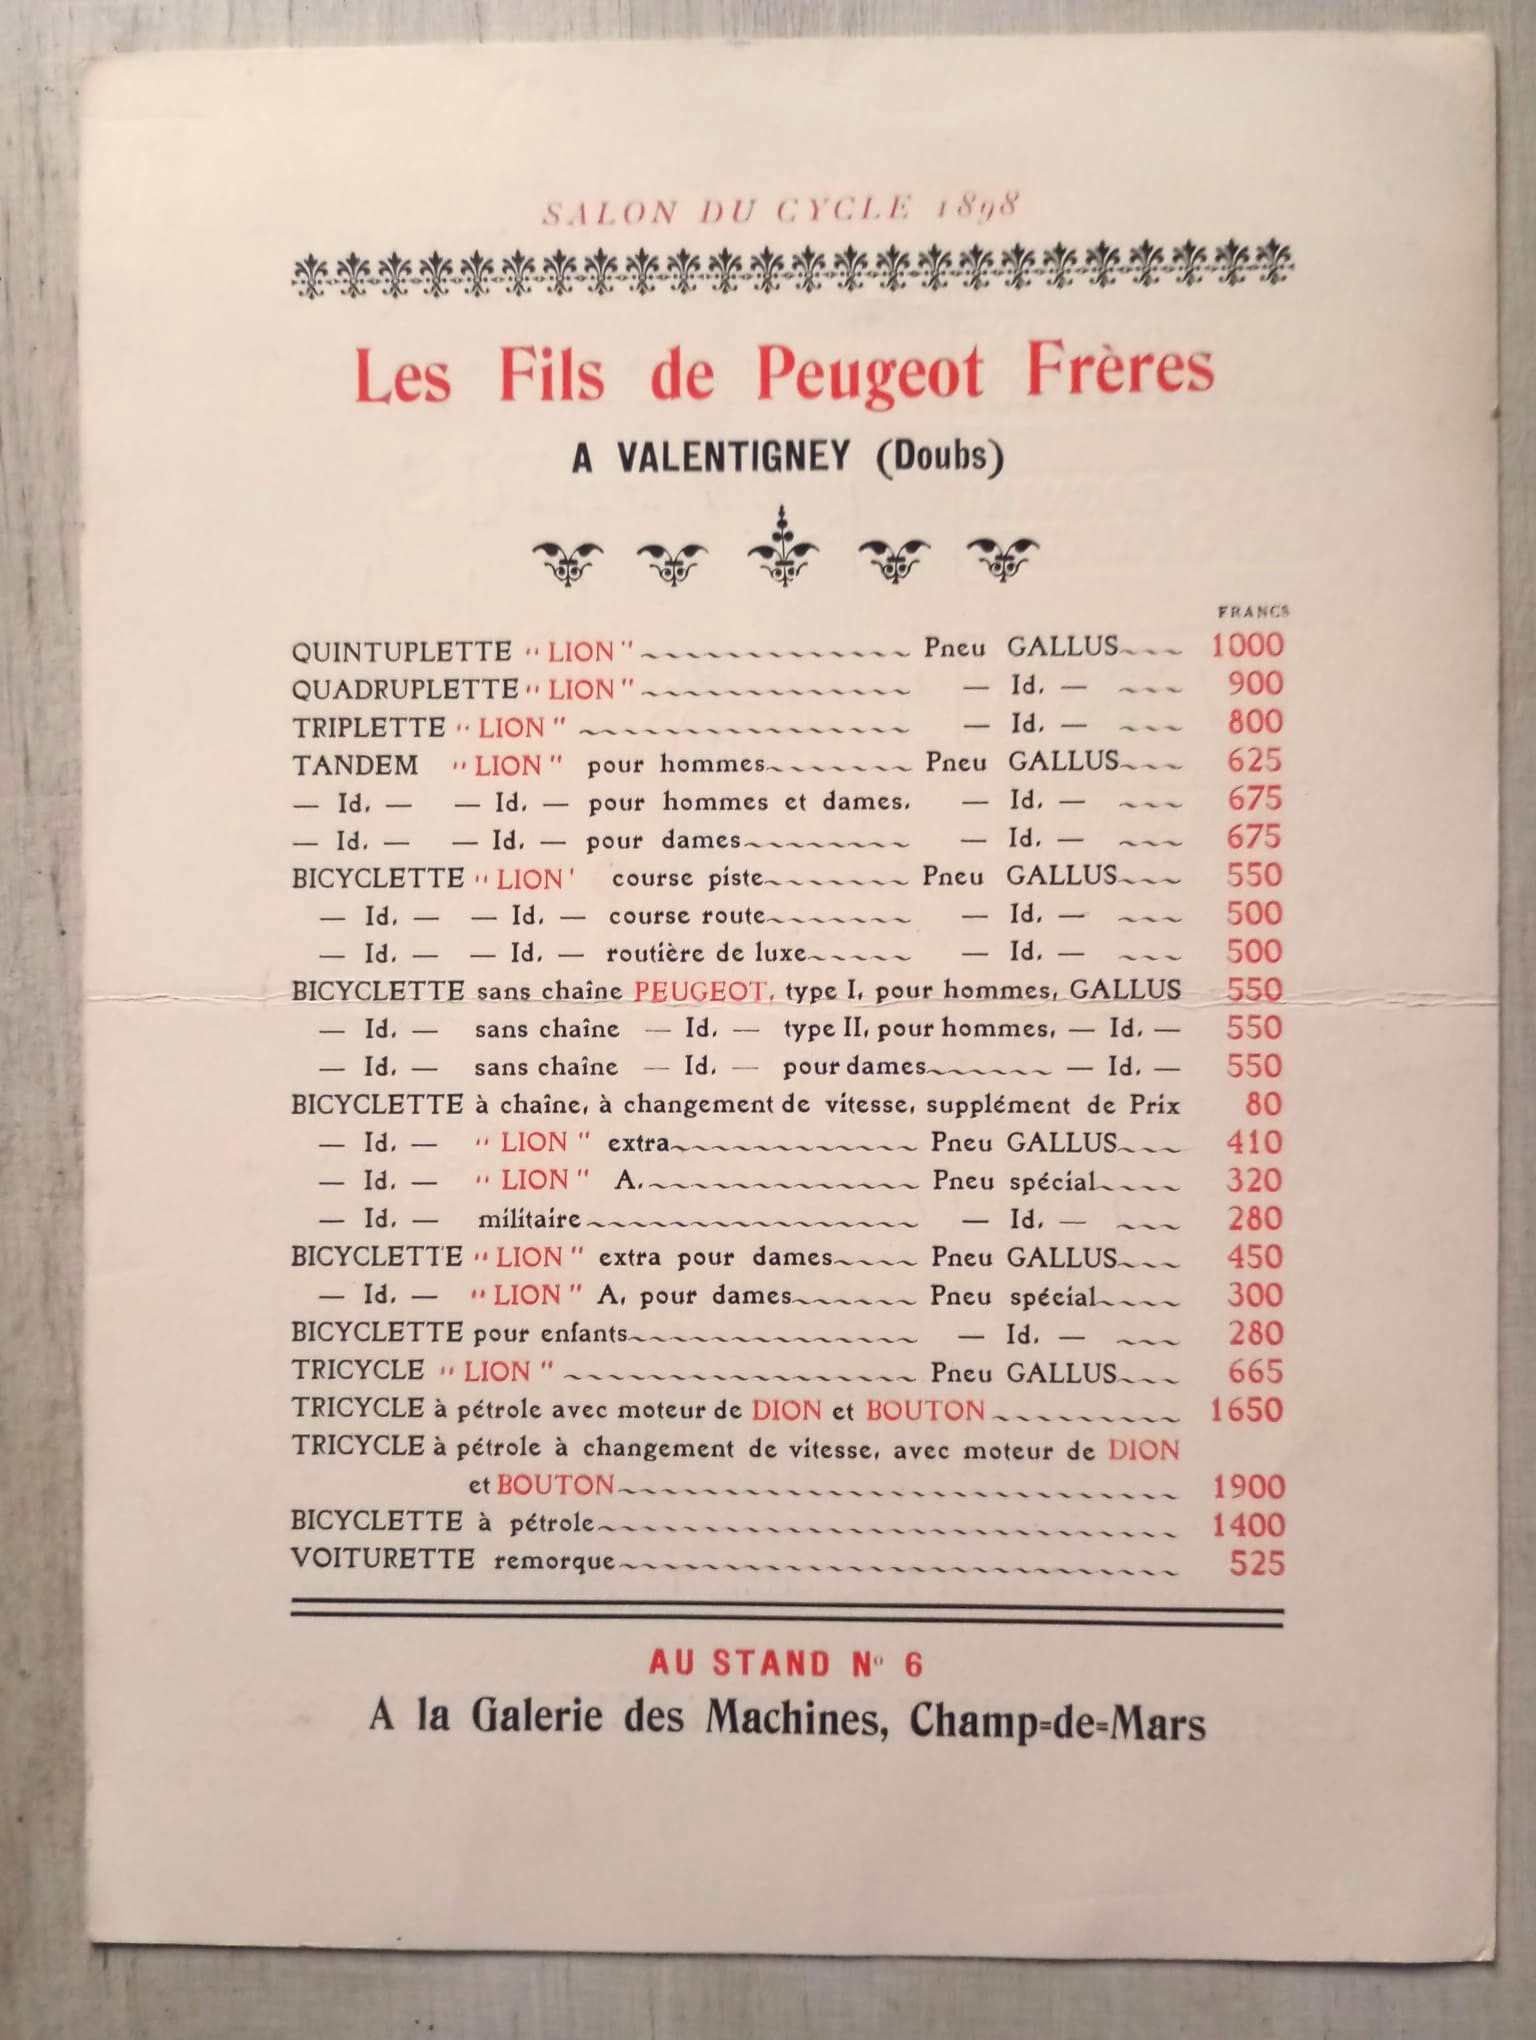 SALON DU CYCLE 1898
Les Fils de Peugeot Frères
A VALENTIGNEY (Doubs)
FRANCS
QUINTUPLETTE "LION" Pneu GALLUS 1000
QUADRUPLETTE "LION" — Id. — 900
TRIPLETTE "LION" — Id. — 800
TANDEM "LION" pour hommes Pneu GALLUS 625
— Id. — — Id. — pour hommes et dames. — Id. — 675
— Id. — — Id. — pour dames — Id. — 675
BICYCLETTE "LION' course piste Pneu GALLUS 550
— Id. — — Id. — course route — Id. — 500
— Id. — — Id. — routière de luxe — Id. — 500
BICYCLETTE sans chaîne PEUGEOT, type I, pour hommes, GALLUS 550
— Id. — sans chaîne — Id. — type II, pour hommes, — Id. — 550
— Id. — sans chaîne — Id. — pour dames — Id. — 550
BICYCLETTE à chaîne, à changement de vitesse, supplément de Prix 80
— Id. — "LION" extra Pneu GALLUS 410
— Id. — "LION" A. Pneu spécial 320
— Id. — militaire — Id. — 280
BICYCLETTE "LION" extra pour dames Pneu GALLUS 450
— Id. — "LION" A, pour dames Pneu spécial 300
BICYCLETTE pour enfants — Id. — 280
TRICYCLE "LION" Pneu GALLUS 665
TRICYCLE à pétrole avec moteur de DION et BOUTON 1650
TRICYCLE à pétrole à changement de vitesse, avec moteur de DION
et BOUTON 1900
BICYCLETTE à pétrole 1400
VOITURETTE remorque 525
AU STAND Nº 6
A la Galerie des Machines, Champ=de=Mars